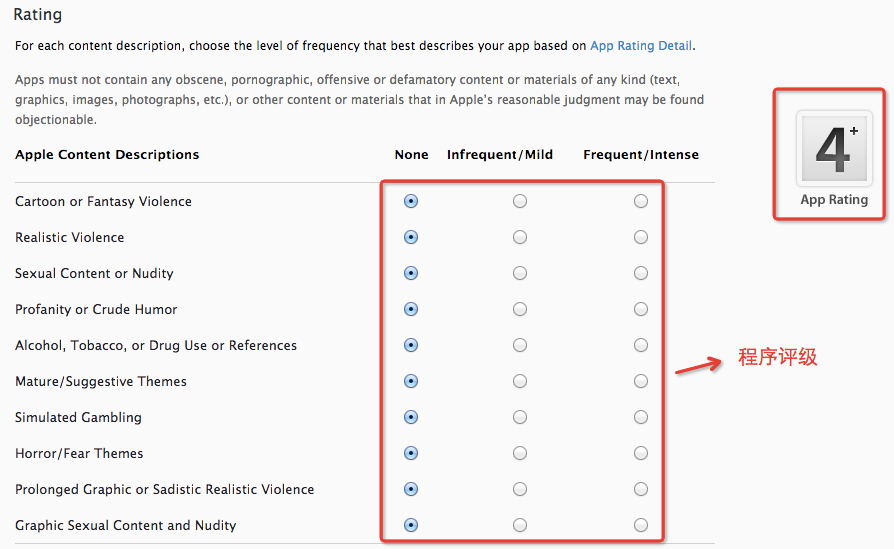 Rating
For each content description, choose the level of frequency that best describes your app based on App Rating Detail.
Apps must not contain any obscene, pornographic, offensive or defamatory content or materials of any kind (text,
graphics, images, photographs, etc.), or other content or materials that in Apple's reasonable judgment may be found
objectionable.
Apple Content Descriptions None Infrequent/Mild Frequent/Intense
4+
App Rating
Cartoon or Fantasy Violence
Realistic Violence
Sexual Content or Nudity
Profanity or Crude Humor
Alcohol, Tobacco, or Drug Use or References
程序评级
Mature/Suggestive Themes
Simulated Gambling
Horror/Fear Themes
Prolonged Graphic or Sadistic Realistic Violence
Graphic Sexual Content and Nudity